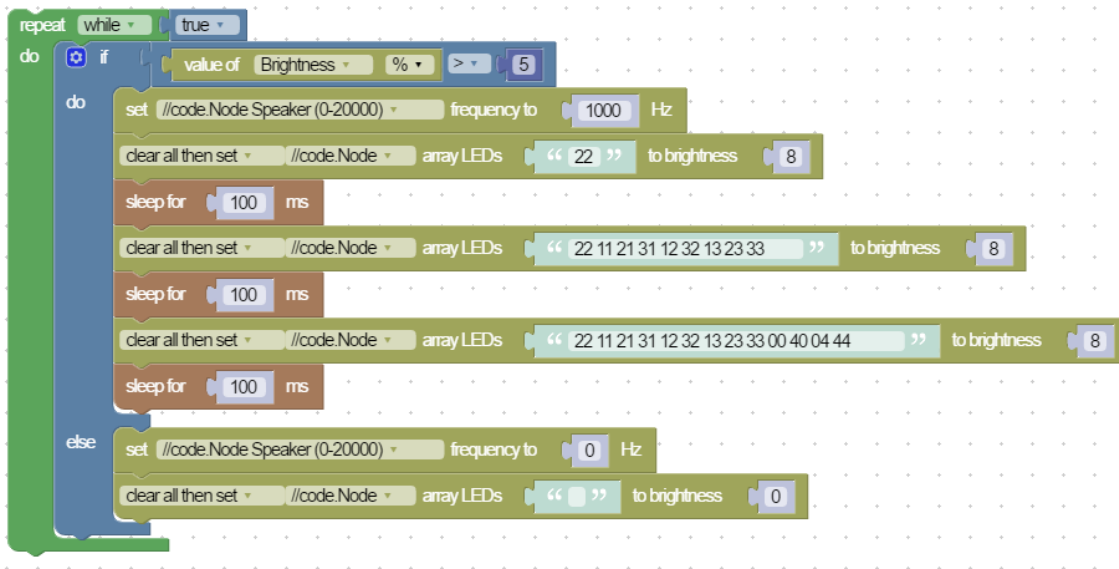 repeat while true
do if value of Brightness % > 5
do set //code.Node Speaker (0-20000) frequency to 1000 Hz
clear all then set //code.Node array LEDs “ 22 ” to brightness 8
sleep for 100 ms
clear all then set //code.Node array LEDs “ 22 11 21 31 12 32 13 23 33 ” to brightness 8
sleep for 100 ms
clear all then set //code.Node array LEDs “ 22 11 21 31 12 32 13 23 33 00 40 04 44 ” to brightness 8
sleep for 100 ms
else set //code.Node Speaker (0-20000) frequency to 0 Hz
clear all then set //code.Node array LEDs “ ” to brightness 0